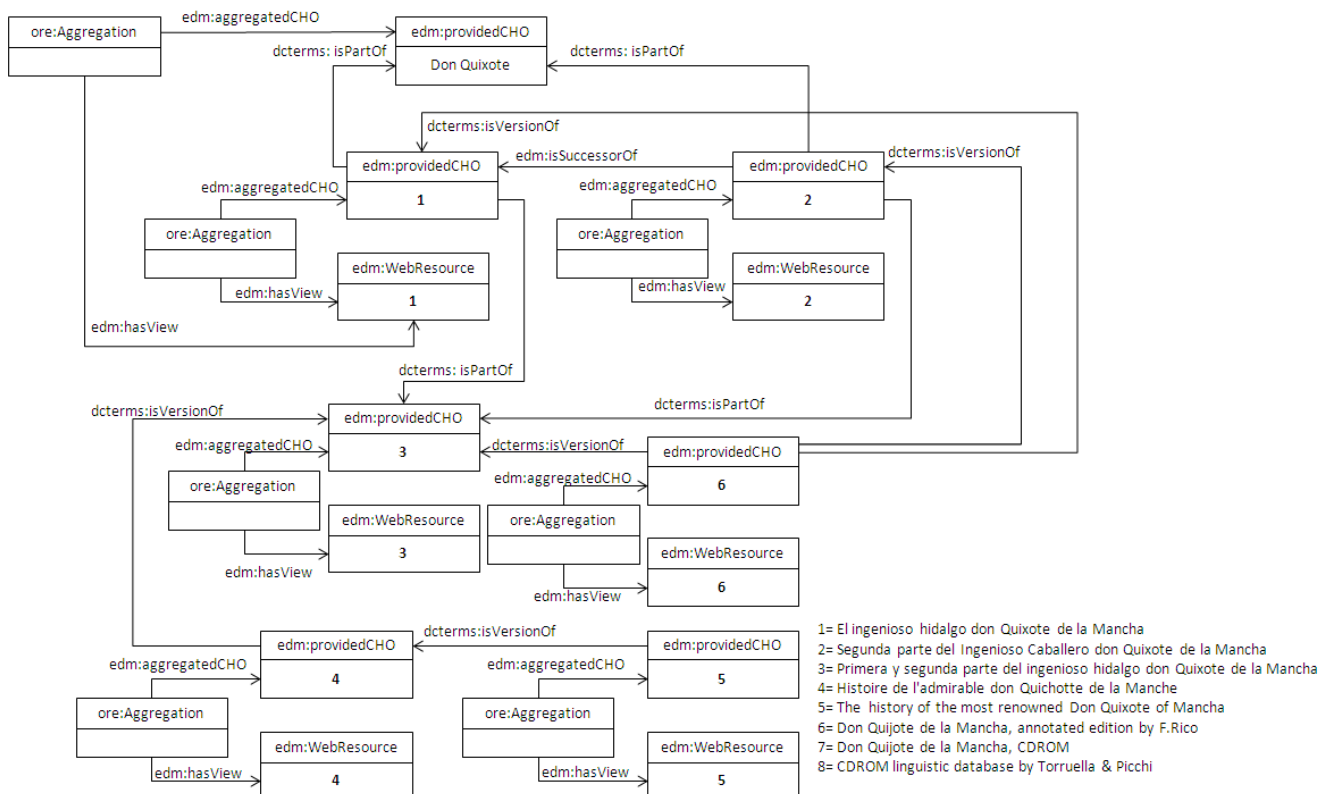 edm:aggregatedCHO
ore:Aggregation
edm:providedCHO
dcterms: isPartOf
dcterms: isPartOf
Don Quixote
dcterms:isVersionOf
edm:providedCHO
edm:isSuccessorOf
edm:providedCHO
dcterms:isVersionOf
edm:aggregatedCHO
edm:aggregatedCHO
1
2
ore:Aggregation
ore:Aggregation
edm:WebResource
edm:WebResource
edm:hasView
edm:hasView
1
2
edm:hasView
dcterms: isPartOf
dcterms:isVersionOf
edm:providedCHO
dcterms:isPartOf
edm:aggregatedCHO
dcterms:isVersionOf
edm:providedCHO
3
ore:Aggregation
edm:aggregatedCHO
6
edm:WebResource
ore:Aggregation
3
edm:WebResource
edm:hasView
6
edm:hasView
dcterms:isVersionOf
edm:providedCHO
edm:providedCHO
edm:aggregatedCHO
edm:aggregatedCHO
4
5
ore:Aggregation
ore:Aggregation
edm:WebResource
edm:WebResource
edm:hasView
edm:hasView
4
5
1= El ingenioso hidalgo don Quixote de la Mancha
2= Segunda parte del Ingenioso Caballero don Quixote de la Mancha
3= Primera y segunda parte del ingenioso hidalgo don Quixote de la Mancha
4= Histoire de l'admirable don Quichotte de la Manche
5= The history of the most renowned Don Quixote of Mancha
6= Don Quijote de la Mancha, annotated edition by F.Rico
7= Don Quijote de la Mancha, CDROM
8= CDROM linguistic database by Torruella & Picchi